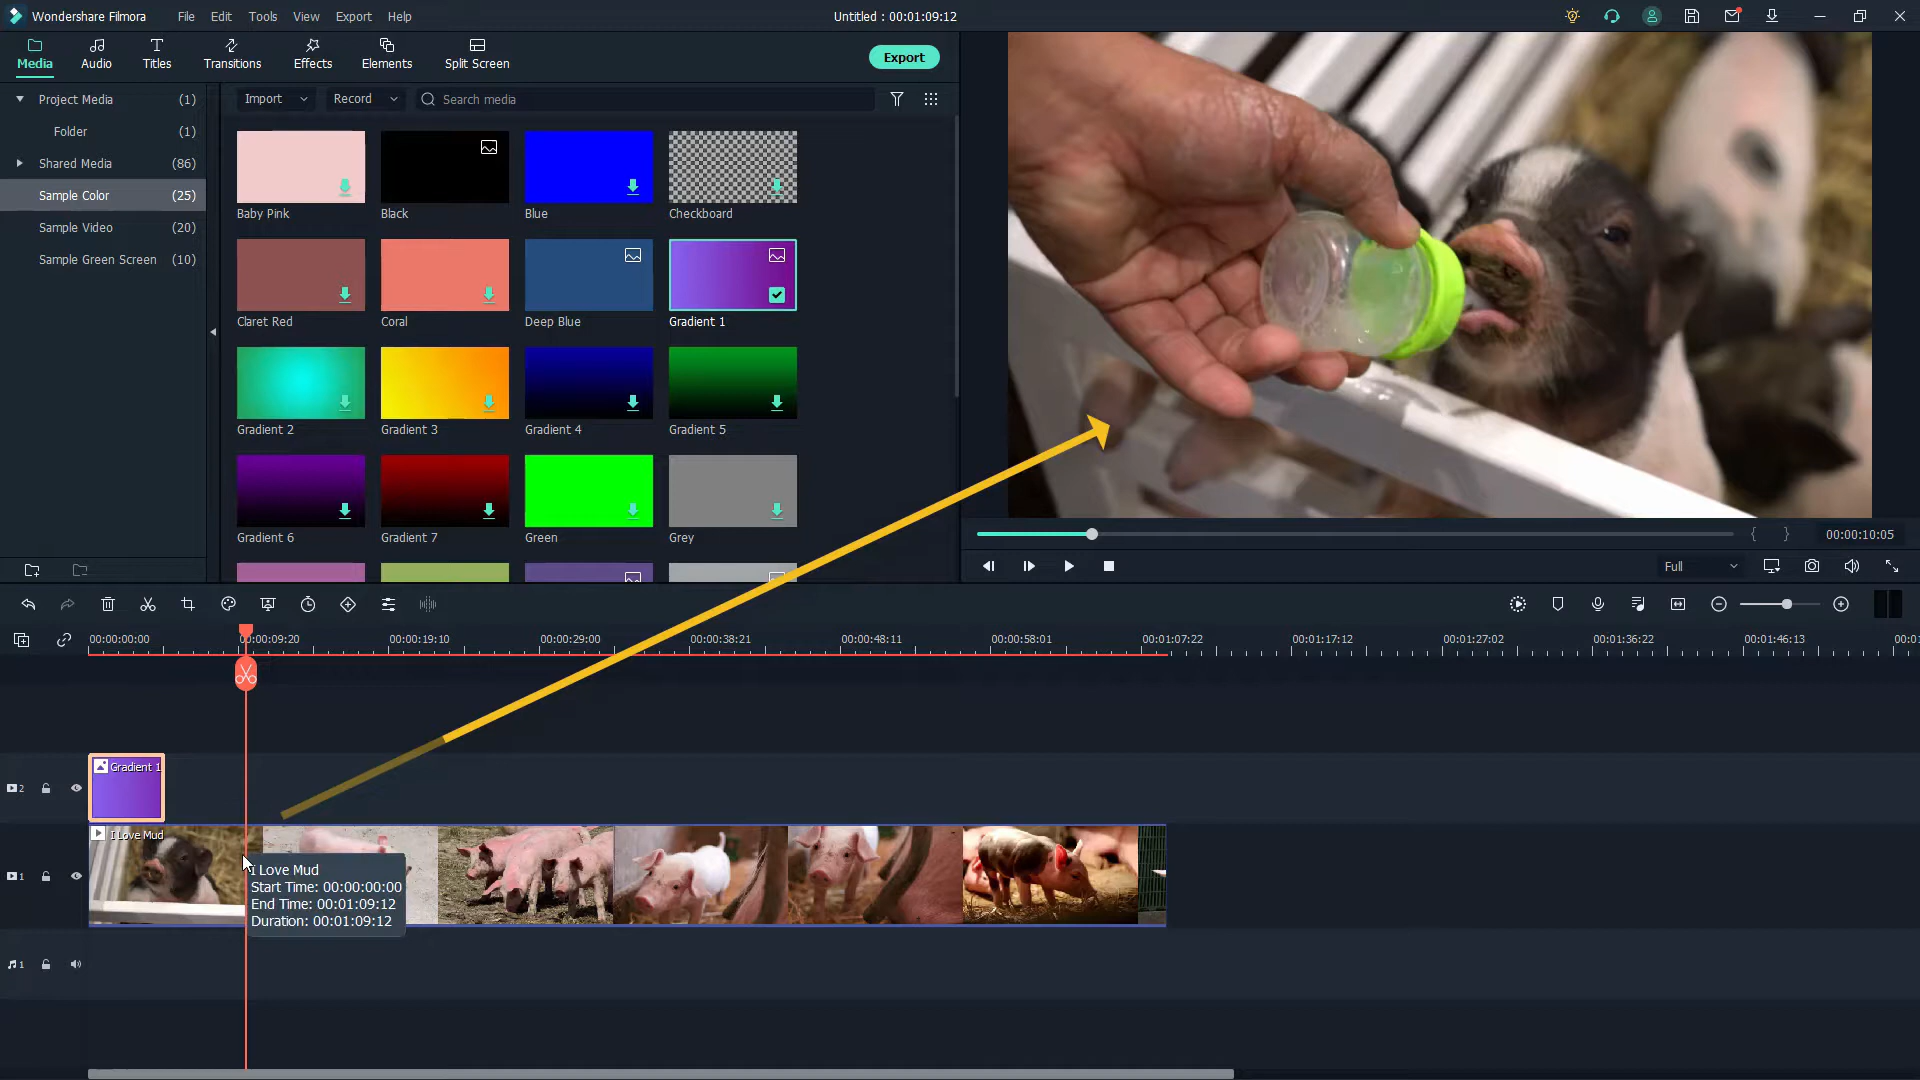 Wondershare Filmora File Edit Tools View Export Help Untitled : 00:01:09:12
Media Audio Titles Transitions Effects Elements Split Screen Export
Project Media (1)
Folder (1)
Shared Media (86)
Sample Color (25)
Sample Video (20)
Sample Green Screen (10)
Import Record Search media
Baby Pink Black Blue Checkboard
Claret Red Coral Deep Blue Gradient 1
Gradient 2 Gradient 3 Gradient 4 Gradient 5
Gradient 6 Gradient 7 Green Grey
{ } 00:00:10:05
Full
00:00:00:00 00:00:09:20 00:00:19:10 00:00:29:00 00:00:38:21 00:00:48:11 00:00:58:01 00:01:07:22 00:01:17:12 00:01:27:02 00:01:36:22 00:01:46:13
2
Gradient 1
1
I Love Mud
I Love Mud
Start Time: 00:00:00:00
End Time: 00:01:09:12
Duration: 00:01:09:12
1